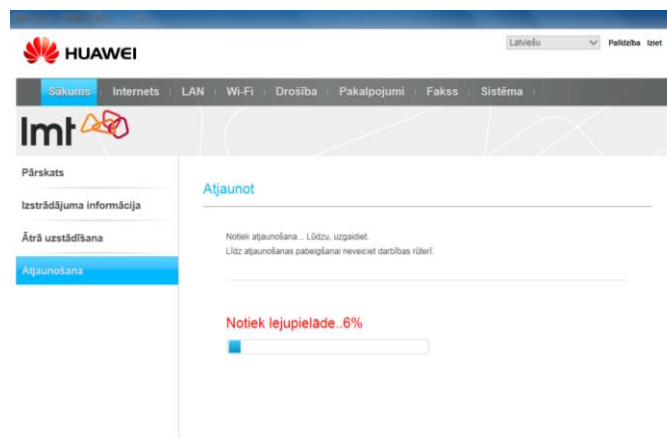 HUAWEI
Latviešu
Palīdzība Iziet
Sākums Internets LAN Wi-Fi Drošība Pakalpojumi Fakss Sistēma
lmt
Pārskats
Atjaunot
Izstrādājuma informācija
Ātrā uzstādīšana
Notiek atjaunošana... Lūdzu, uzgaidiet.
Līdz atjaunošanas pabeigšanai neveiciet darbības rūterī.
Atjaunošana
Notiek lejupielāde..6%